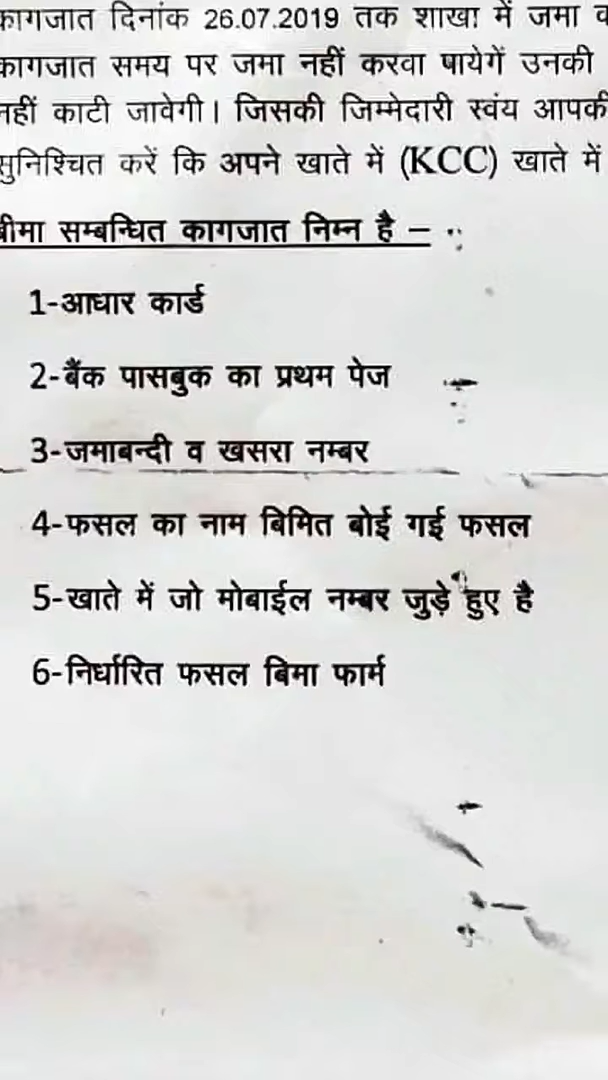 कागजात दिनांक 26.07.2019 तक शाखा में जमा
कागजात समय पर जमा नहीं करवा पायेगें उनकी
नहीं काटी जावेगी। जिसकी जिम्मेदारी स्वंय आपकी
सुनिश्चित करें कि अपने खाते में (KCC) खाते में
बीमा सम्बन्धित कागजात निम्न है –
1-आधार कार्ड
2-बैंक पासबुक का प्रथम पेज
3-जमाबन्दी व खसरा नम्बर
4-फसल का नाम बिमित बोई गई फसल
5-खाते में जो मोबाईल नम्बर जुड़े हुए है
6-निर्धारित फसल बिमा फार्म